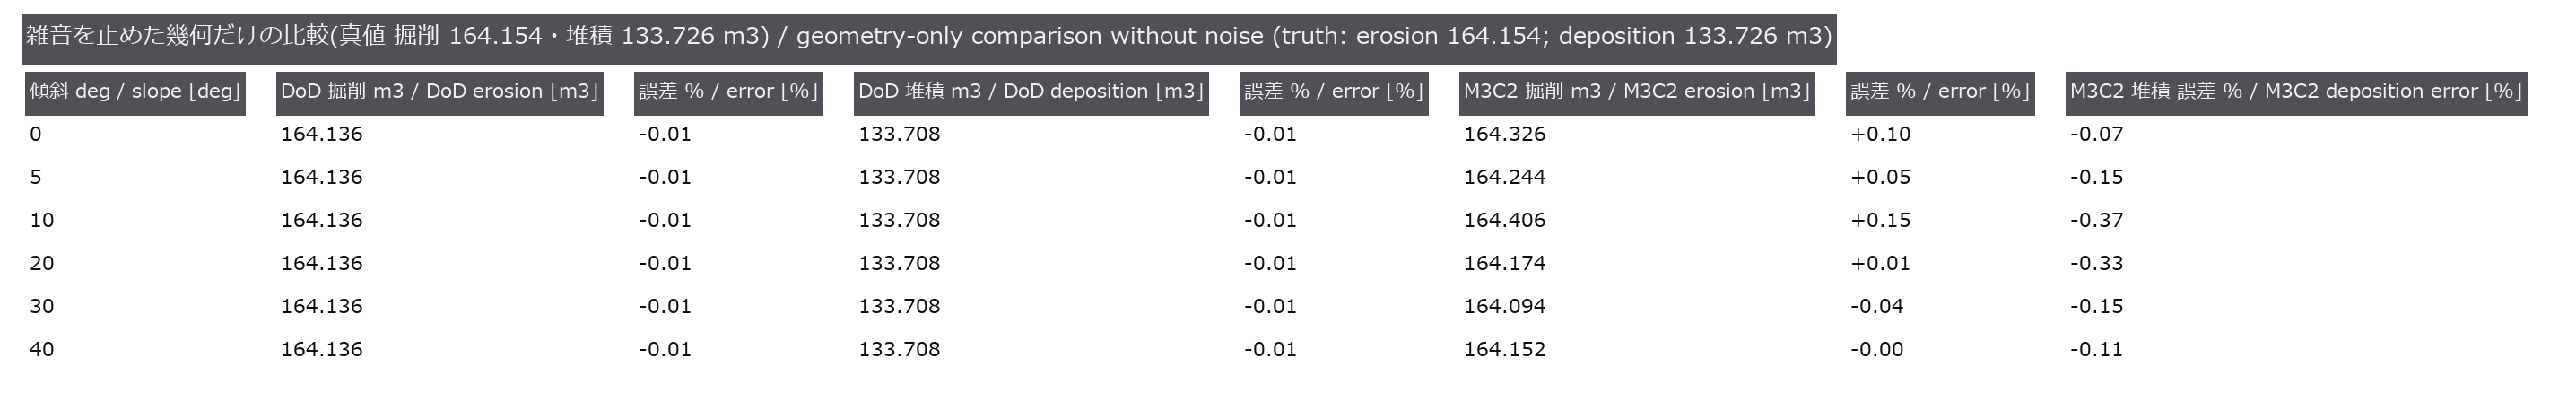 雑音を止めた幾何だけの比較(真値 掘削 164.154・堆積 133.726 m3) / geometry-only comparison without noise (truth: erosion 164.154; deposition 133.726 m3)
傾斜 deg / slope [deg] DoD 掘削 m3 / DoD erosion [m3] 誤差 % / error [%] DoD 堆積 m3 / DoD deposition [m3] 誤差 % / error [%] M3C2 掘削 m3 / M3C2 erosion [m3] 誤差 % / error [%] M3C2 堆積 誤差 % / M3C2 deposition error [%]
0 164.136 -0.01 133.708 -0.01 164.326 +0.10 -0.07
5 164.136 -0.01 133.708 -0.01 164.244 +0.05 -0.15
10 164.136 -0.01 133.708 -0.01 164.406 +0.15 -0.37
20 164.136 -0.01 133.708 -0.01 164.174 +0.01 -0.33
30 164.136 -0.01 133.708 -0.01 164.094 -0.04 -0.15
40 164.136 -0.01 133.708 -0.01 164.152 -0.00 -0.11